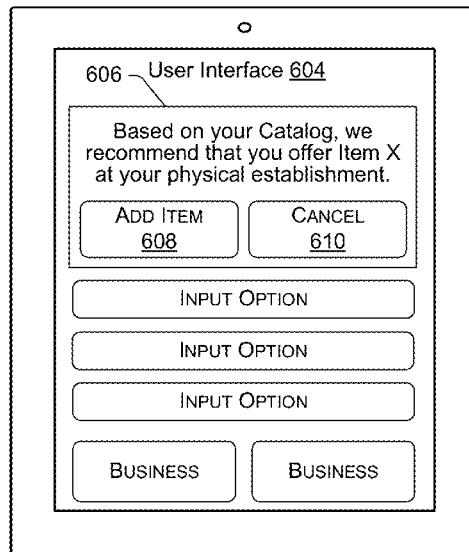 606 User Interface 604
Based on your Catalog, we
recommend that you offer Item X
at your physical establishment.
ADD ITEM CANCEL
608 610
INPUT OPTION
INPUT OPTION
INPUT OPTION
BUSINESS BUSINESS